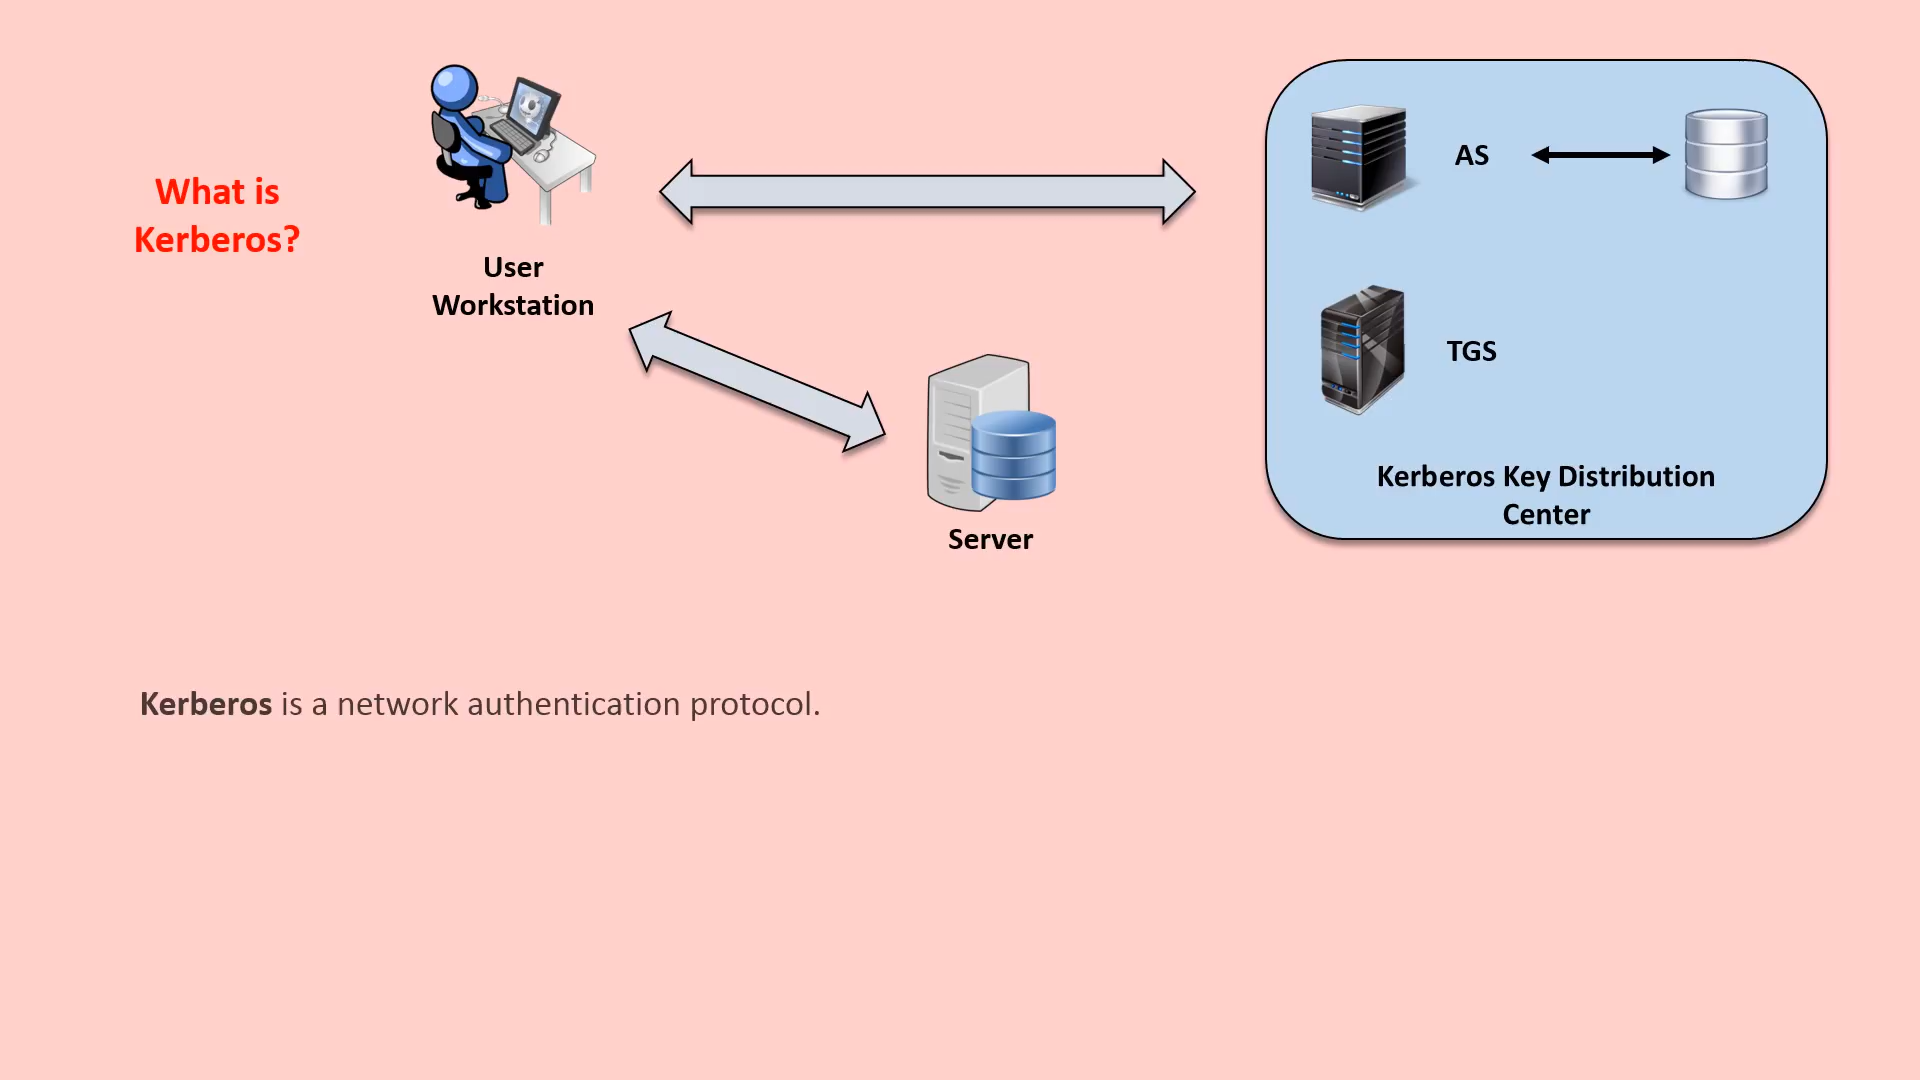 What is
Kerberos?
User
Workstation
AS
TGS
Kerberos Key Distribution
Center
Server
Kerberos is a network authentication protocol.